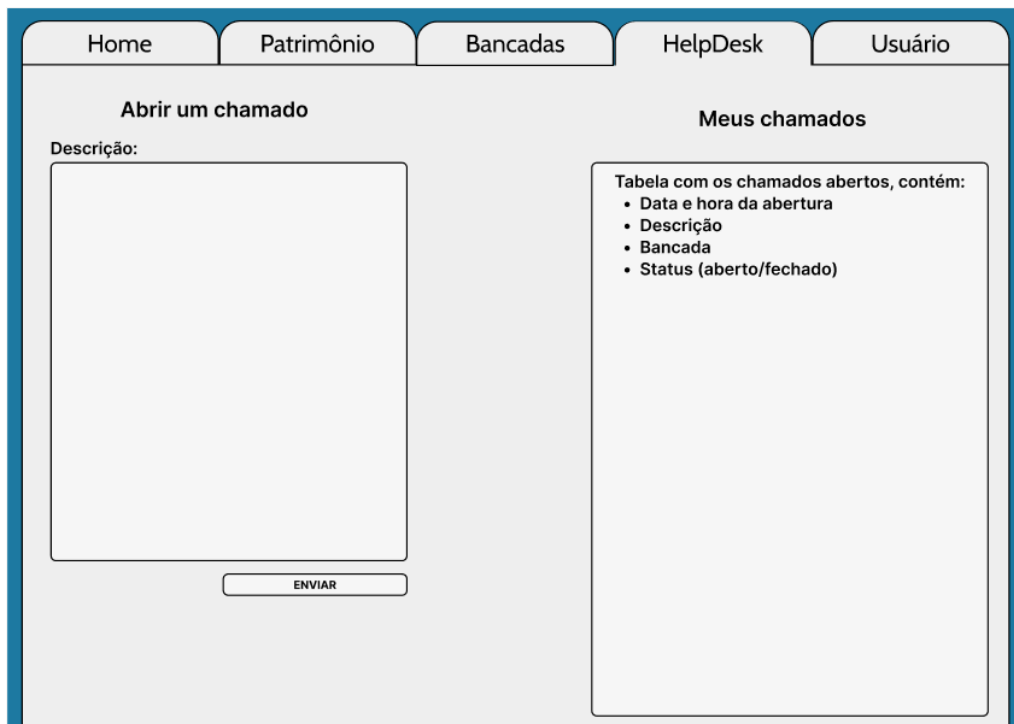 Home
Patrimônio
Bancadas
HelpDesk
Usuário
Abrir um chamado
Descrição:
ENVIAR
Meus chamados
Tabela com os chamados abertos, contém:
• Data e hora da abertura
• Descrição
• Bancada
• Status (aberto/fechado)